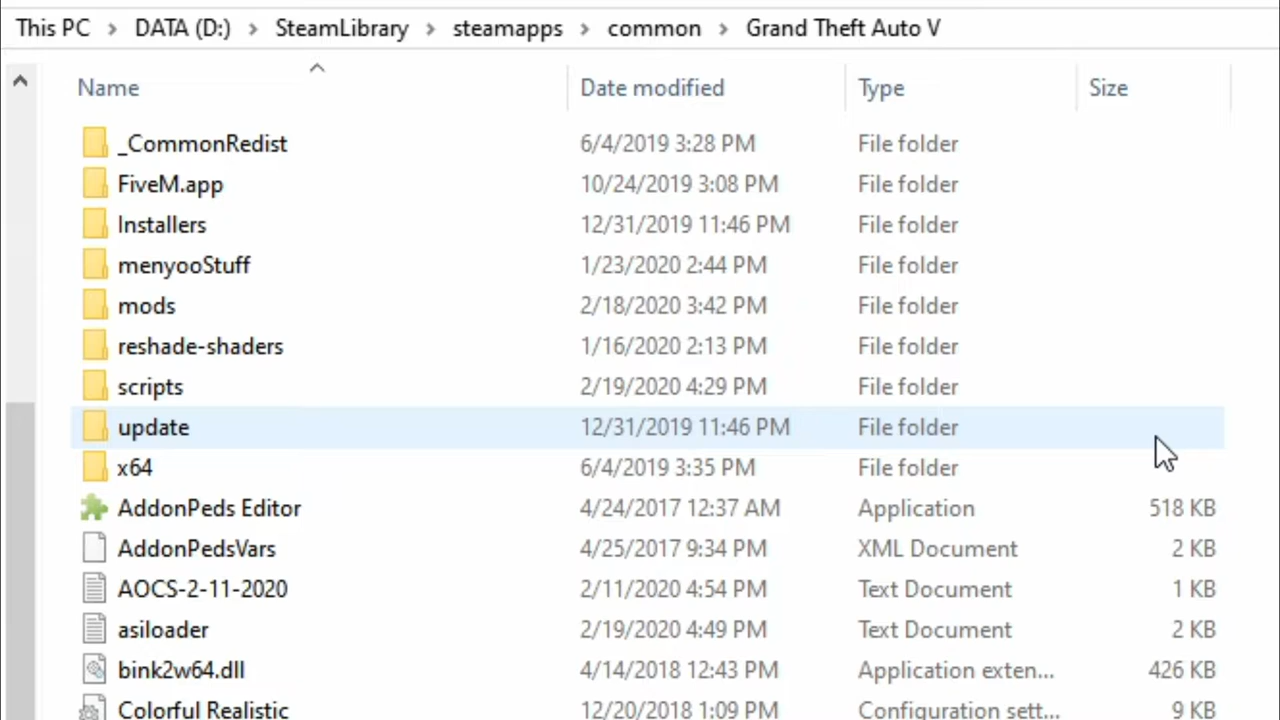 This PC > DATA (D:) > SteamLibrary > steamapps > common > Grand Theft Auto V
Name Date modified Type Size
_CommonRedist 6/4/2019 3:28 PM File folder
FiveM.app 10/24/2019 3:08 PM File folder
Installers 12/31/2019 11:46 PM File folder
menyooStuff 1/23/2020 2:44 PM File folder
mods 2/18/2020 3:42 PM File folder
reshade-shaders 1/16/2020 2:13 PM File folder
scripts 2/19/2020 4:29 PM File folder
update 12/31/2019 11:46 PM File folder
x64 6/4/2019 3:35 PM File folder
AddonPeds Editor 4/24/2017 12:37 AM Application 518 KB
AddonPedsVars 4/25/2017 9:34 PM XML Document 2 KB
AOCS-2-11-2020 2/11/2020 4:54 PM Text Document 1 KB
asiloader 2/19/2020 4:49 PM Text Document 2 KB
bink2w64.dll 4/14/2018 12:43 PM Application exten... 426 KB
Colorful Realistic 12/20/2018 1:09 PM Configuration sett... 9 KB